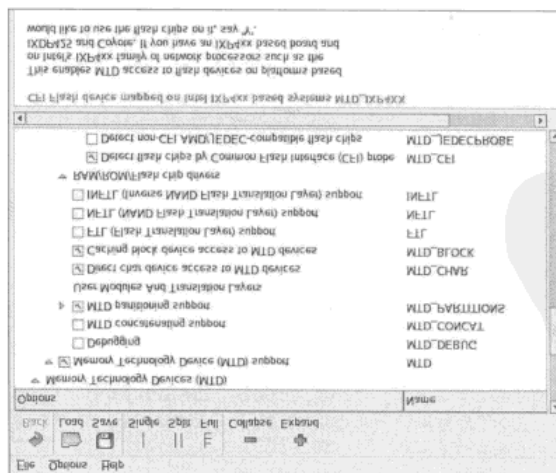 File Options Help
Back Load Save Single Split Full Collapse Expand
Options Name
Memory Technology Devices (MTD)
Memory Technology Device (MTD) support MTD
Debugging MTD_DEBUG
MTD concatenating support MTD_CONCAT
MTD partitioning support MTD_PARTITIONS
User Modules And Translation Layers
Direct char device access to MTD devices MTD_CHAR
Caching block device access to MTD devices MTD_BLOCK
FTL (Flash Translation Layer) support FTL
NFTL (NAND Flash Translation Layer) support NFTL
INFTL (Inverse NAND Flash Translation Layer) support INFTL
RAM/ROM/Flash chip drivers
Detect flash chips by Common Flash Interface (CFI) probe MTD_CFI
Detect non-CFI AMD/JEDEC-compatible flash chips MTD_JEDECPROBE
CFI Flash device mapped on Intel IXP4xx based systems MTD_IXP4XX
This enables MTD access to flash devices on platforms based
on Intel's IXP4xx family of network processors such as the
IXDP425 and Coyote. If you have an IXP4xx based board and
would like to use the flash chips on it, say 'Y'.